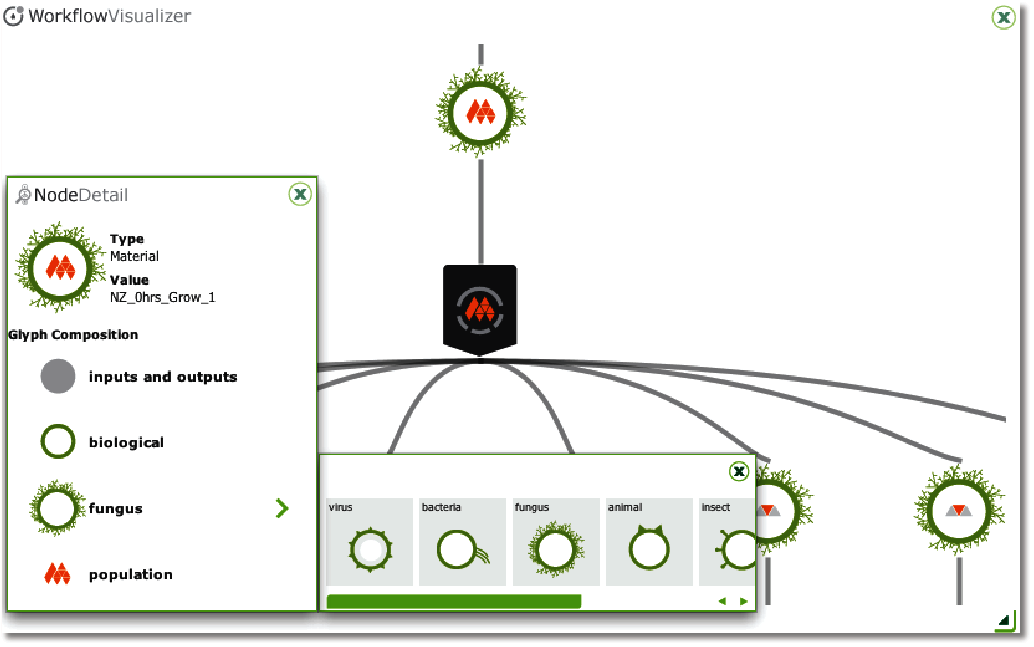 WorkflowVisualizer
NodeDetail
Type
Material
Value
NZ_0hrs_Grow_1
Glyph Composition
inputs and outputs
biological
fungus
population
virus
bacteria
fungus
animal
insect